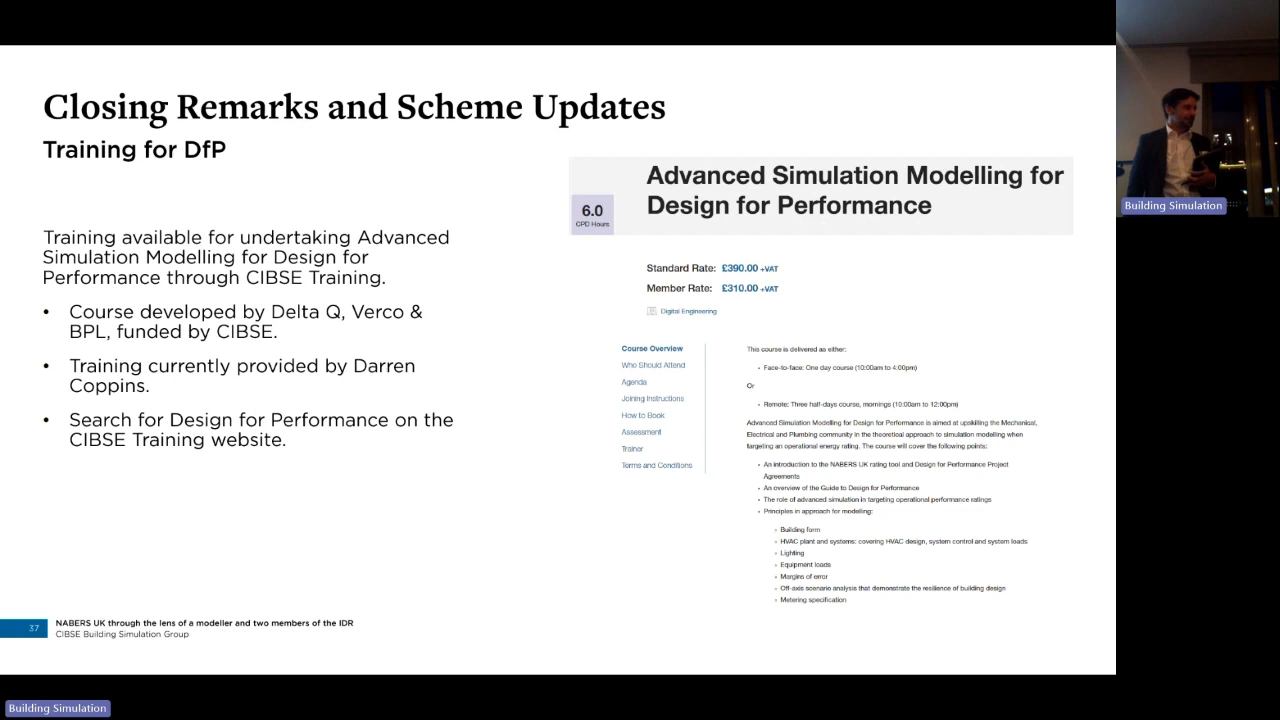 Closing Remarks and Scheme Updates
Training for DfP
Training available for undertaking Advanced
Simulation Modelling for Design for
Performance through CIBSE Training.
• Course developed by Delta Q, Verco &
BPL, funded by CIBSE.
• Training currently provided by Darren
Coppins.
• Search for Design for Performance on the
CIBSE Training website.
6.0
CPD Hours
Advanced Simulation Modelling for
Design for Performance
Standard Rate: £390.00 +VAT
Member Rate: £310.00 +VAT
Digital Engineering
Course Overview
Who Should Attend
Agenda
Joining Instructions
How to Book
Assessment
Trainer
Terms and Conditions
This course is delivered as either:
• Face-to-face: One day course (10:00am to 4:00pm)
Or
• Remote: Three half-days course, mornings (10:00am to 12:00pm)
Advanced Simulation Modelling for Design for Performance is aimed at upskilling the Mechanical,
Electrical and Plumbing community in the theoretical approach to simulation modelling when
targeting an operational energy rating. The course will cover the following points:
• An introduction to the NABERS UK rating tool and Design for Performance Project
Agreements
• An overview of the Guide to Design for Performance
• The role of advanced simulation in targeting operational performance ratings
• Principles in approach for modelling:
• Building form
• HVAC plant and systems: covering HVAC design, system control and system loads
• Lighting
• Equipment loads
• Margins of error
• Off-axis scenario analysis that demonstrate the resilience of building design
• Metering specification
37
NABERS UK through the lens of a modeller and two members of the IDR
CIBSE Building Simulation Group
Building Simulation
Building Simulation